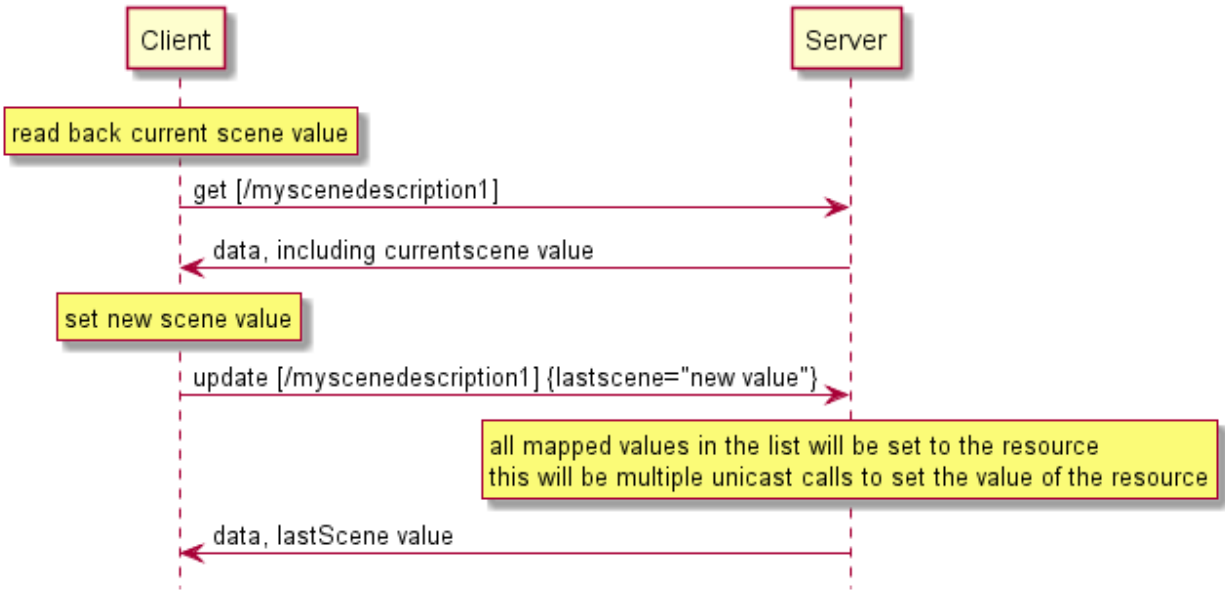 Client
Server
read back current scene value
get [/myscenedescription1]
data, including currentscene value
set new scene value
update [/myscenedescription1] {lastscene="new value"}
all mapped values in the list will be set to the resource
this will be multiple unicast calls to set the value of the resource
data, lastScene value